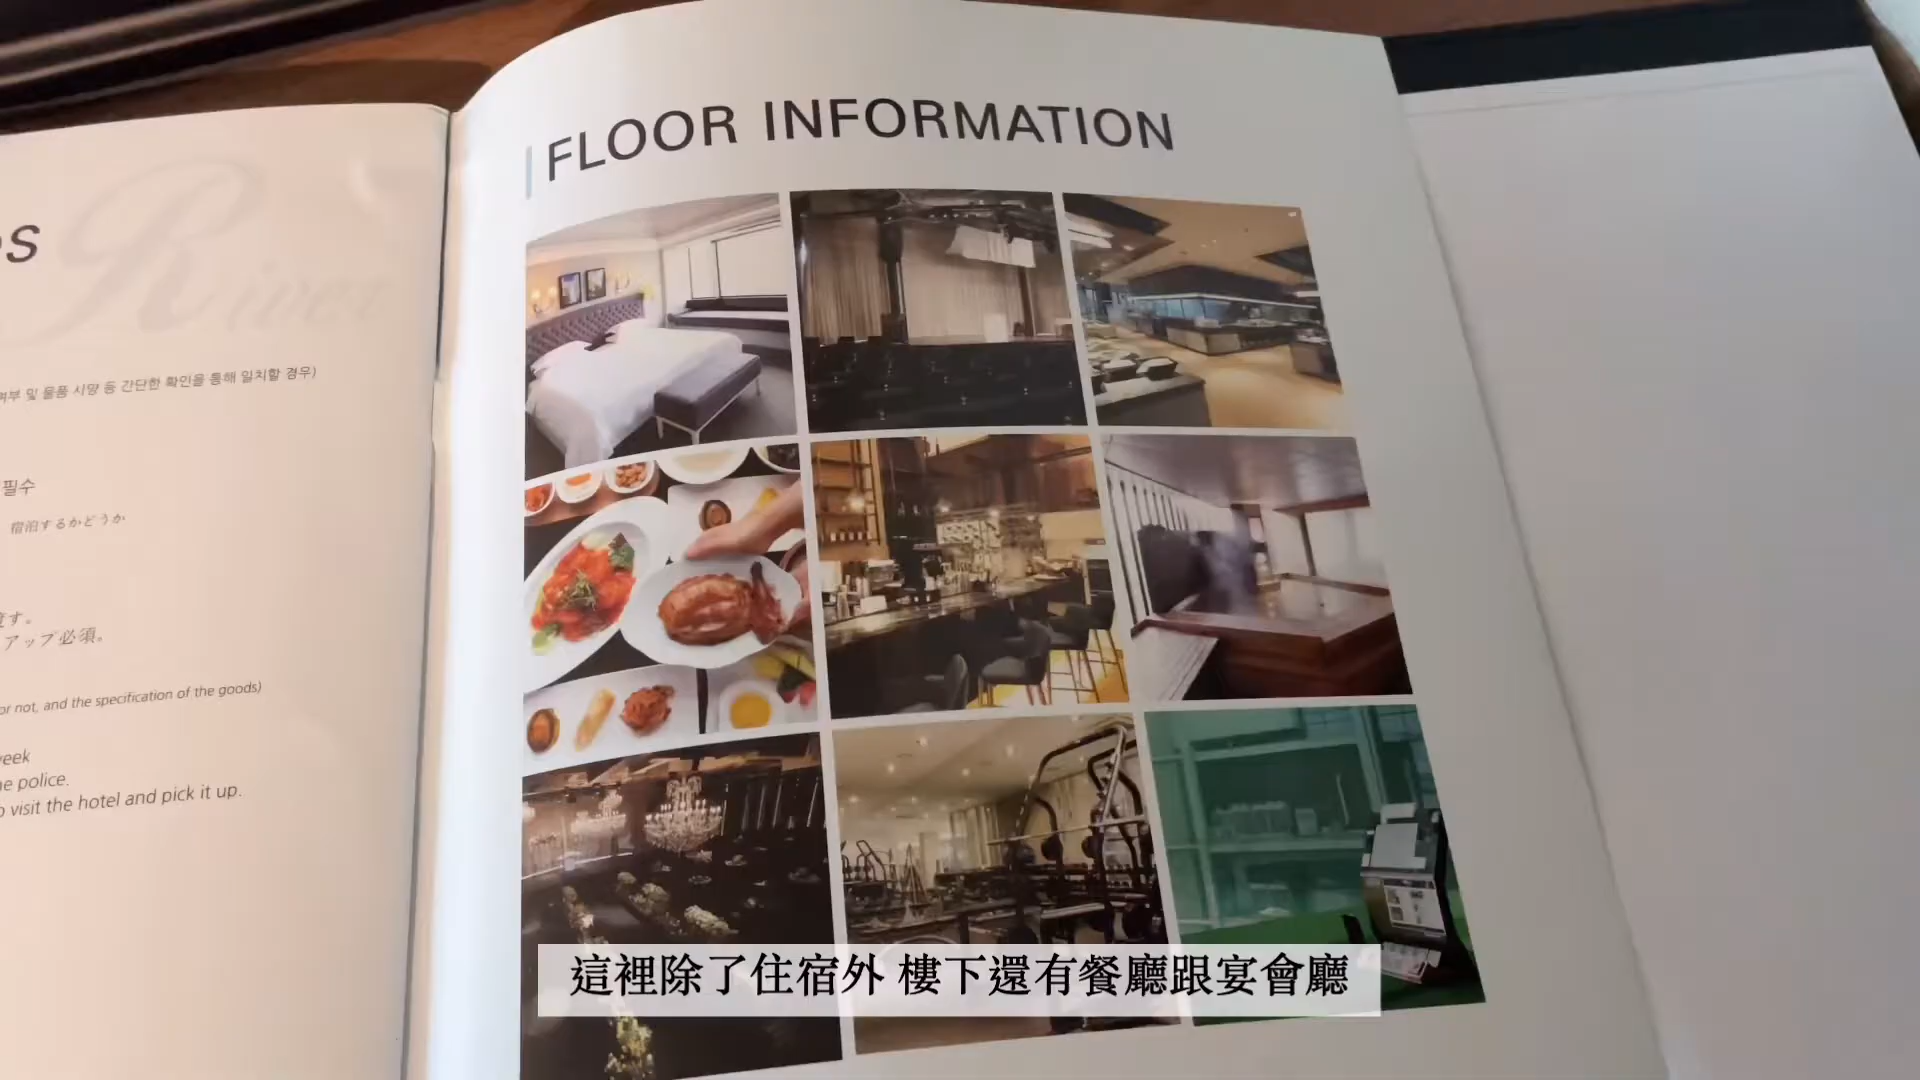 River
여부 및 물품 시양 등 간단한 확인을 통해 일치할 경우)
필수
宿泊するかどうか
す。
アップ必須。
or not, and the specification of the goods)
week
he police.
o visit the hotel and pick it up.
FLOOR INFORMATION
這裡除了住宿外 樓下還有餐廳跟宴會廳